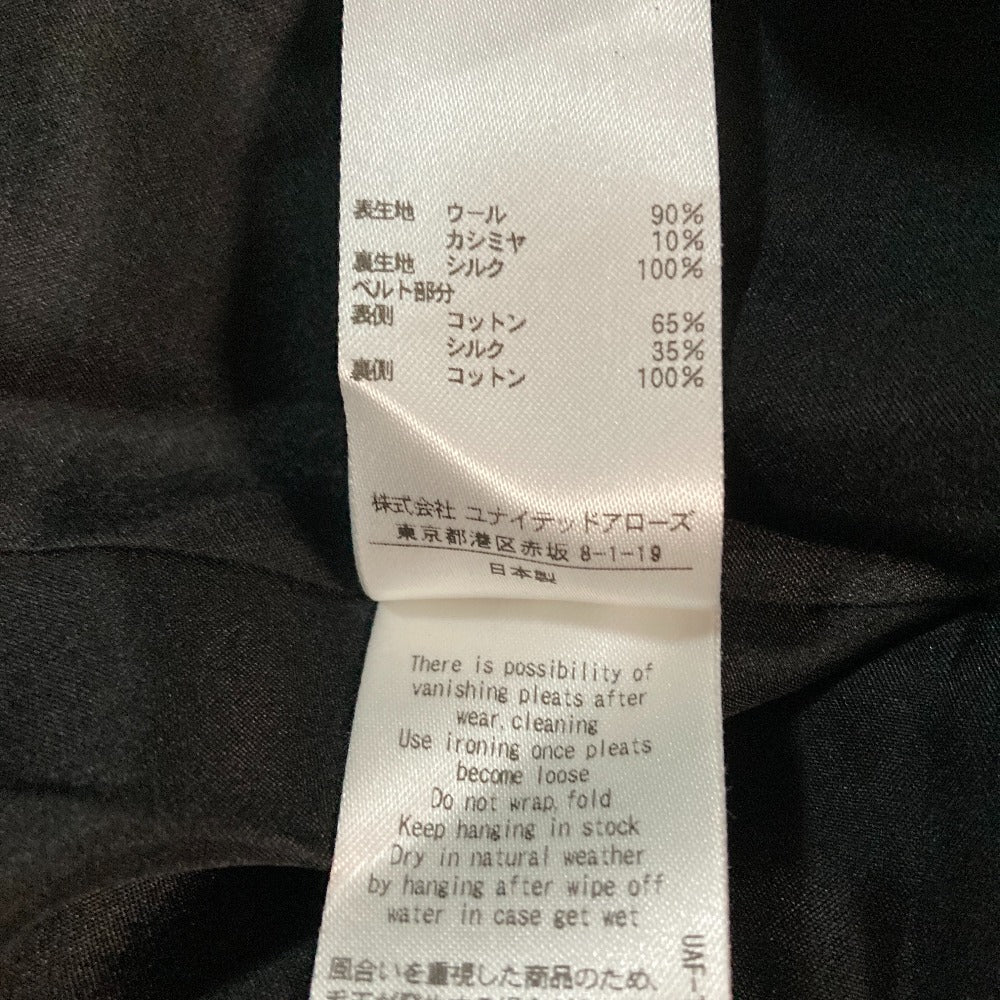 表生地 ウール 90%
カシミヤ 10%
裏生地 シルク 100%
ベルト部分
表側 コットン 65%
シルク 35%
裏側 コットン 100%
株式会社 ユナイテッドアローズ
東京都港区赤坂 8-1-19
日本製
There is possibility of
vanishing pleats after
wear, cleaning
Use ironing once pleats
become loose
Do not wrap, fold
Keep hanging in stock
Dry in natural weather
by hanging after wipe off
water in case get wet
UAF-
風合いを重視した商品のため、